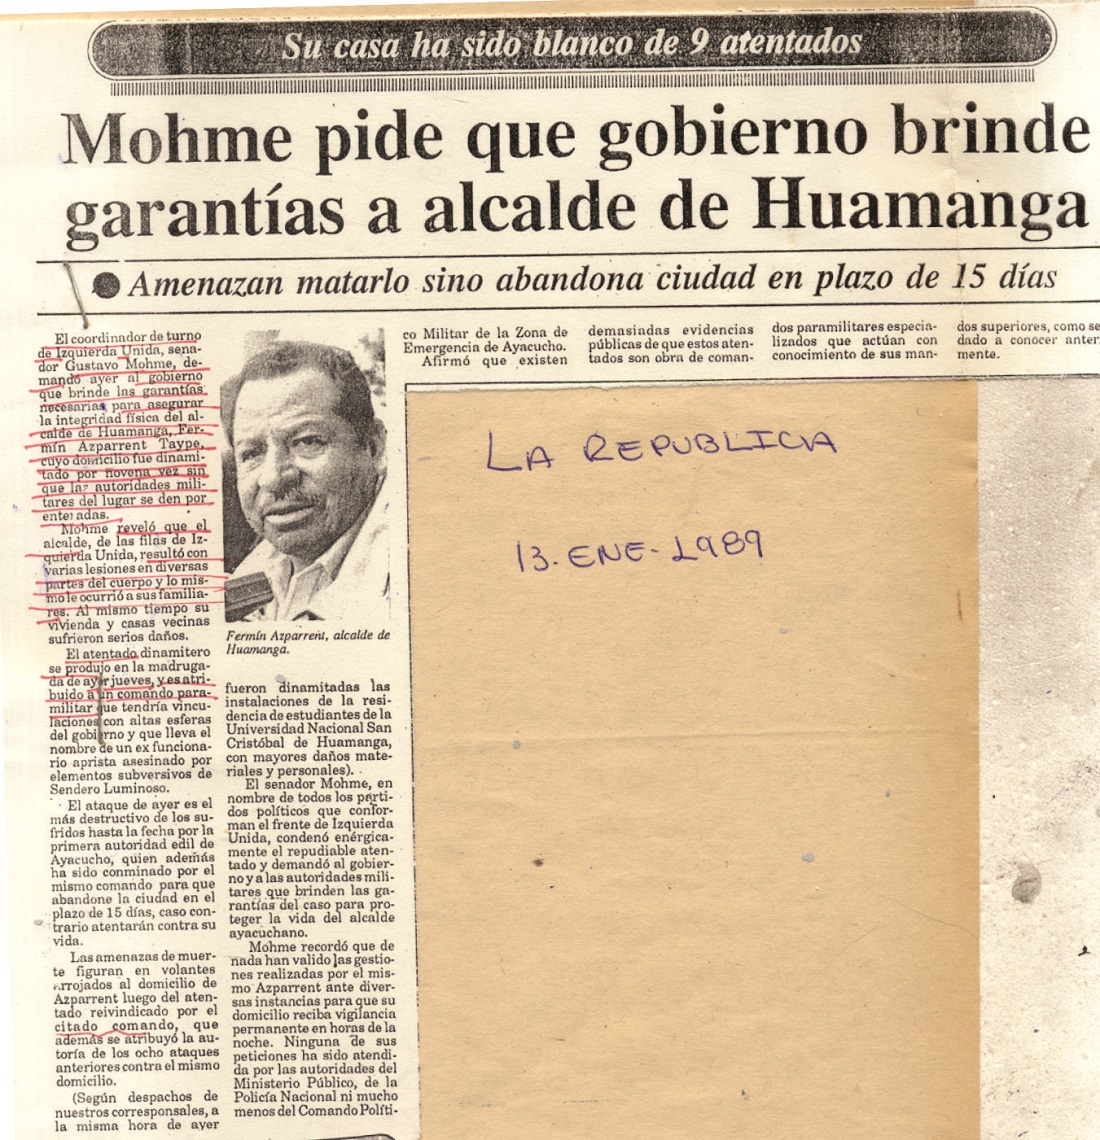 Su casa ha sido blanco de 9 atentados
Mohme pide que gobierno brinde
garantías a alcalde de Huamanga
● Amenazan matarlo sino abandona ciudad en plazo de 15 días
El coordinador de turno
de Izquierda Unida, sena-
dor Gustavo Mohme, de-
mandó ayer al gobierno
que brinde las garantías
necesarias para asegurar
la integridad física del al-
calde de Huamanga, Fer-
mín Azparrent Taype,
cuyo domicilio fue dinami-
tado por novena vez sin
que las autoridades mili-
tares del lugar se den por
enteradas.
Mohme reveló que el
alcalde, de las filas de Iz-
quierda Unida, resultó con
varias lesiones en diversas
partes del cuerpo y lo mis-
mo le ocurrió a sus familia-
res. Al mismo tiempo su
vivienda y casas vecinas
sufrieron serios daños.
El atentado dinamitero
se produjo en la madruga-
da de ayer jueves, y es atri-
buido a un comando para-
militar que tendría vincu-
laciones con altas esferas
del gobierno y que lleva el
nombre de un ex funciona-
rio aprista asesinado por
elementos subversivos de
Sendero Luminoso.
El ataque de ayer es el
más destructivo de los su-
fridos hasta la fecha por la
primera autoridad edil de
Ayacucho, quien además
ha sido conminado por el
mismo comando para que
abandone la ciudad en el
plazo de 15 días, caso con-
trario atentarán contra su
vida.
Las amenazas de muer-
te figuran en volantes
arrojados al domicilio de
Azparrent luego del aten-
tado reivindicado por el
citado comando, que
además se atribuyó la au-
toría de los ocho ataques
anteriores contra el mismo
domicilio.
(Según despachos de
nuestros corresponsales, a
la misma hora de ayer
Fermín Azparrent, alcalde de
Huamanga.
fueron dinamitadas las
instalaciones de la resi-
dencia de estudiantes de la
Universidad Nacional San
Cristóbal de Huamanga,
con mayores daños mate-
riales y personales).
El senador Mohme, en
nombre de todos los parti-
dos políticos que confor-
man el frente de Izquierda
Unida, condenó enérgica-
mente el repudiable aten-
tado y demandó al gobier-
no y a las autoridades mili-
tares que brinden las ga-
rantías del caso para pro-
teger la vida del alcalde
ayacuchano.
Mohme recordó que de
nada han valido las gestio-
nes realizadas por el mis-
mo Azparrent ante diver-
sas instancias para que su
domicilio reciba vigilancia
permanente en horas de la
noche. Ninguna de sus
peticiones ha sido atendi-
da por las autoridades del
Ministerio Público, de la
Policía Nacional ni mucho
menos del Comando Políti-
co Militar de la Zona de
Emergencia de Ayacucho.
Afirmó que existen
demasiadas evidencias
públicas de que estos aten-
tados son obra de coman-
dos paramilitares especia-
lizados que actúan con
conocimiento de sus man-
dos superiores, como se
dado a conocer anter
mente.
LA REPUBLICA
13. ENE- 1989